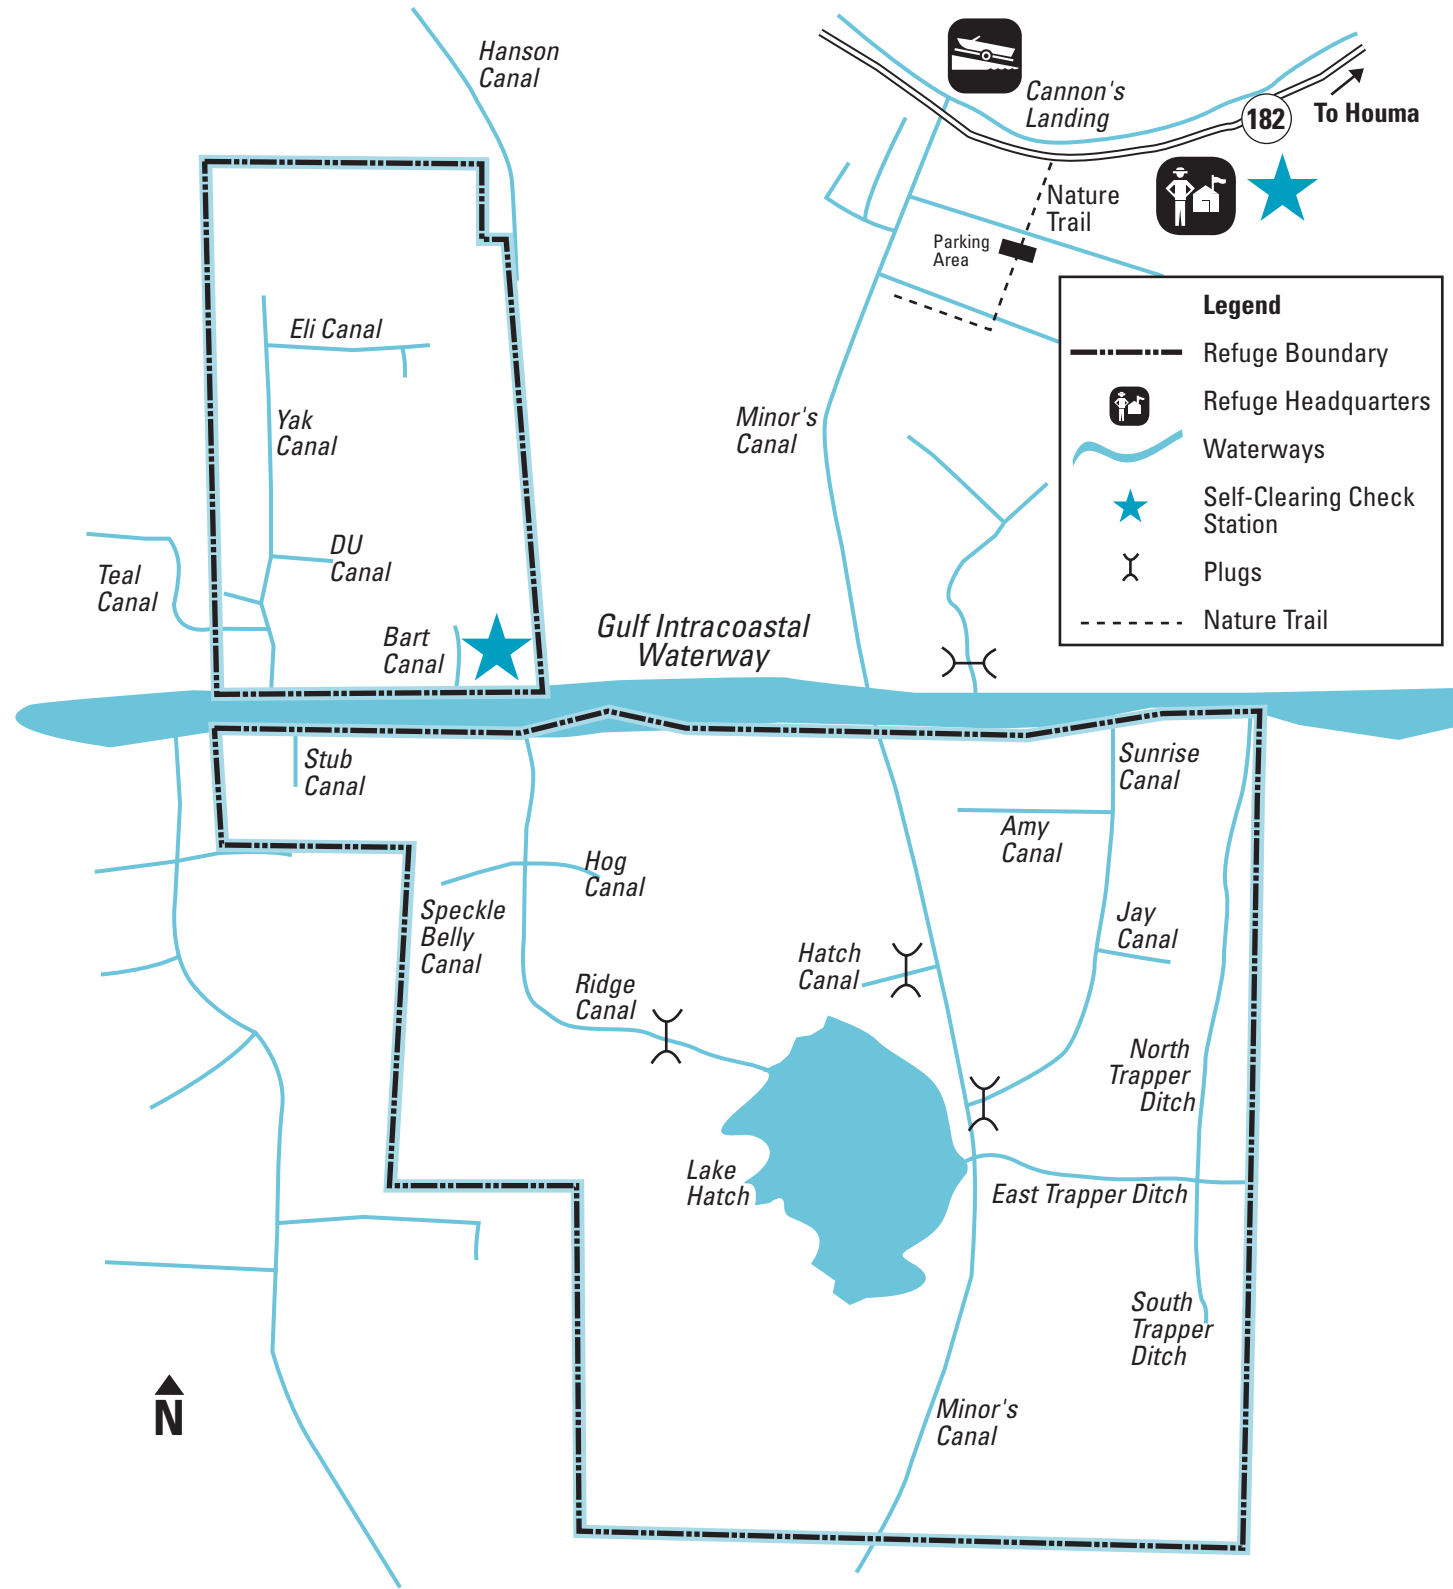 Hanson
Canal
Cannon's
Landing
182
To Houma
Nature
Trail
Parking
Area
Legend
Refuge Boundary
Refuge Headquarters
Waterways
Self-Clearing Check
Station
Plugs
Nature Trail
Eli Canal
Yak
Canal
Minor's
Canal
DU
Canal
Teal
Canal
Bart
Canal
Gulf Intracoastal
Waterway
Stub
Canal
Sunrise
Canal
Amy
Canal
Hog
Canal
Speckle
Belly
Canal
Jay
Canal
Hatch
Canal
Ridge
Canal
North
Trapper
Ditch
Lake
Hatch
East Trapper Ditch
South
Trapper
Ditch
Minor's
Canal
N